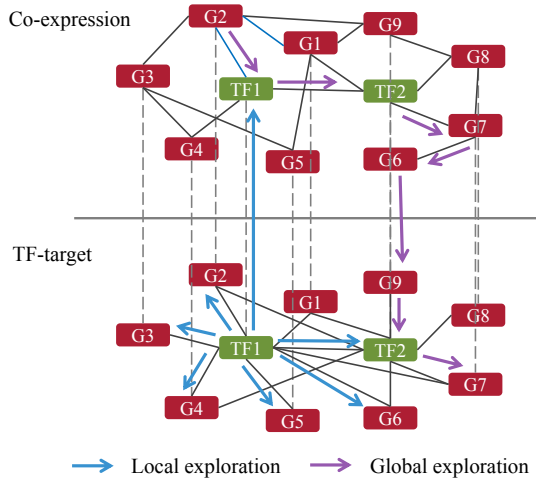 Co-expression
G2
G9
G1
G8
G3
TF1
TF2
G7
G4
G5
G6
TF-target
G2
G9
G1
G8
G3
TF1
TF2
G7
G4
G5
G6
Local exploration
Global exploration